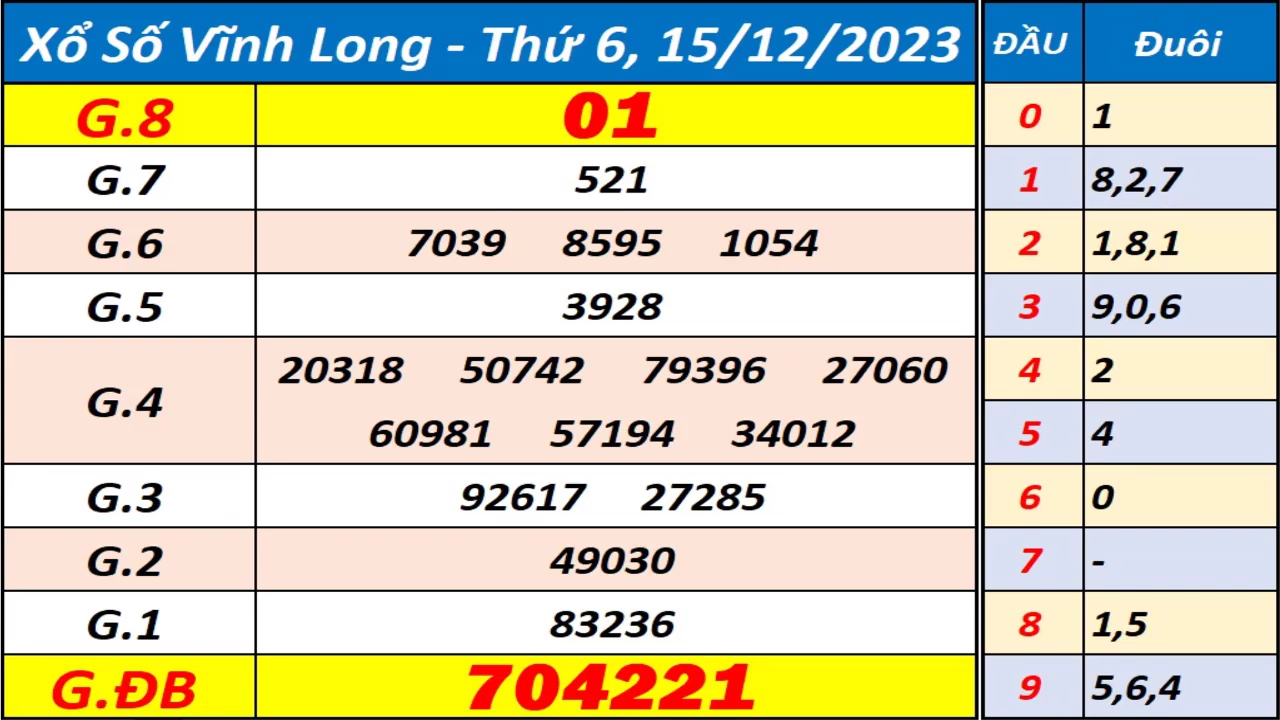 Xổ Số Vĩnh Long - Thứ 6, 15/12/2023
G.8 01
G.7 521
G.6 7039 8595 1054
G.5 3928
G.4 20318 50742 79396 27060
60981 57194 34012
G.3 92617 27285
G.2 49030
G.1 83236
G.ĐB 704221
ĐẦU Đuôi
0 1
1 8,2,7
2 1,8,1
3 9,0,6
4 2
5 4
6 0
7 -
8 1,5
9 5,6,4